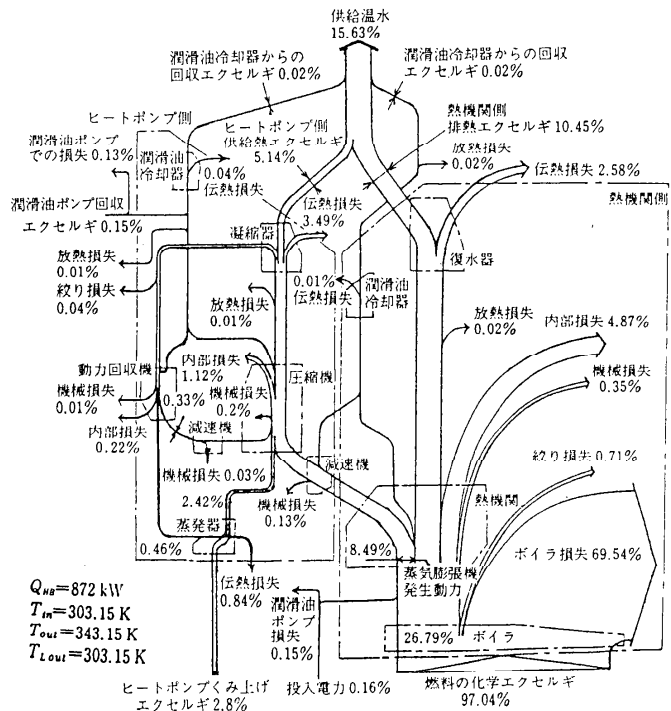 供給温水
15.63%
潤滑油冷却器からの
回収エクセルギ0.02%
潤滑油冷却器からの回収
エクセルギ0.02%
ヒートポンプ側
ヒートポンプ側
供給熱エクセルギ
5.14%
熱機関側
排熱エクセルギ10.45%
潤滑油ポンプ
での損失0.13%
潤滑油
冷却器
0.04%
伝熱損失
放熱損失
0.02%
伝熱損失2.58%
熱機関側
伝熱損失
3.49%
潤滑油ポンプ回収
エクセルギ0.15%
凝縮器
復水器
放熱損失
0.01%
絞り損失
0.04%
0.01%
伝熱損失
潤滑油
冷却器
放熱損失
0.01%
放熱損失
0.02%
内部損失4.87%
動力回収機
内部損失
1.12%
圧縮機
機械損失
0.35%
機械損失
0.01%
0.33%
機械損失
0.2%
内部損失
0.22%
減速機
減速機
絞り損失0.71%
機械損失0.03%
2.42%
機械損失
0.13%
熱機関
蒸発器
0.46%
8.49%
ボイラ損失69.54%
蒸気膨張機
発生動力
伝熱損失
0.84%
潤滑油
ポンプ
損失
0.15%
26.79%
ボイラ
Q_HB=872 kW
T_in=303.15 K
T_out=343.15 K
T_Lout=303.15 K
ヒートポンプくみ上げ
エクセルギ2.8%
投入電力0.16%
燃料の化学エクセルギ
97.04%